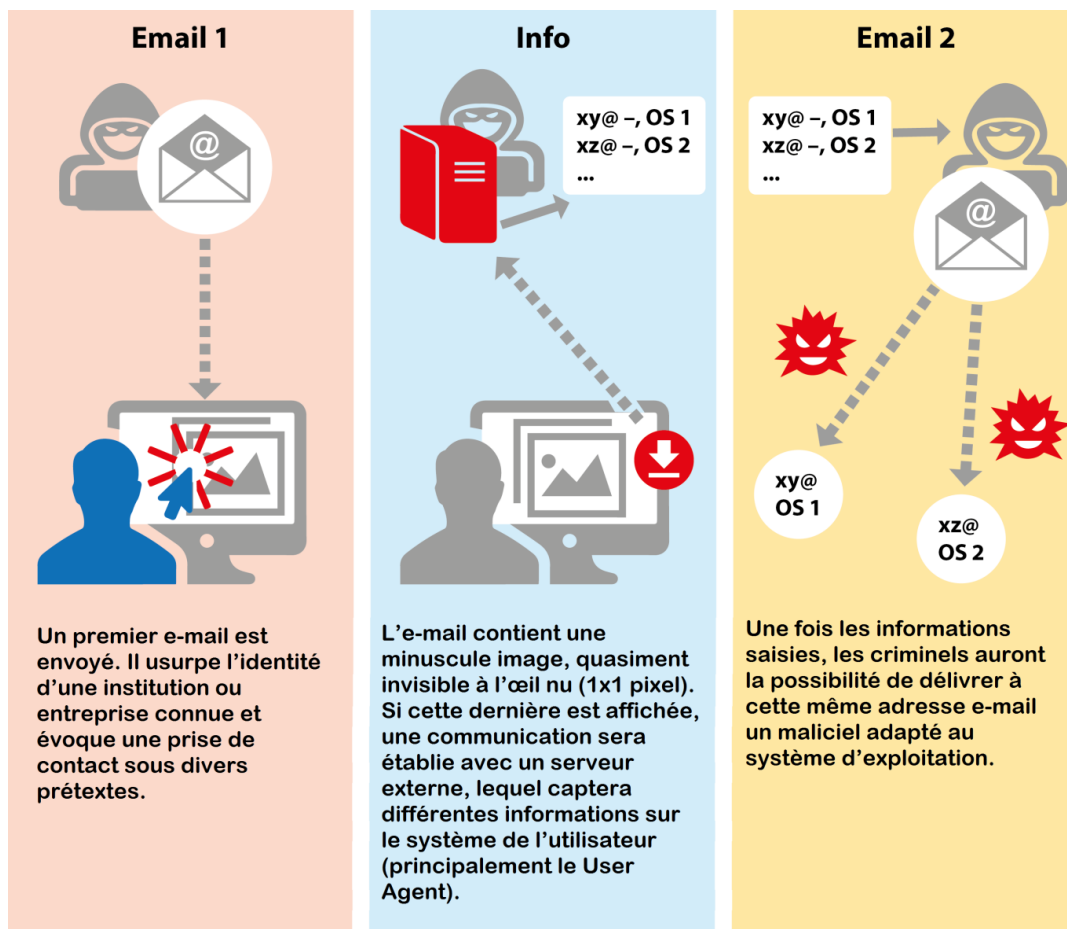 Email 1
@
Un premier e-mail est
envoyé. Il usurpe l’identité
d’une institution ou
entreprise connue et
évoque une prise de
contact sous divers
prétextes.
Info
xy@ –, OS 1
xz@ –, OS 2
...
L’e-mail contient une
minuscule image, quasiment
invisible à l’œil nu (1x1 pixel).
Si cette dernière est affichée,
une communication sera
établie avec un serveur
externe, lequel captera
différentes informations sur
le système de l’utilisateur
(principalement le User
Agent).
Email 2
xy@ –, OS 1
xz@ –, OS 2
...
@
xy@
OS 1
xz@
OS 2
Une fois les informations
saisies, les criminels auront
la possibilité de délivrer à
cette même adresse e-mail
un maliciel adapté au
système d’exploitation.